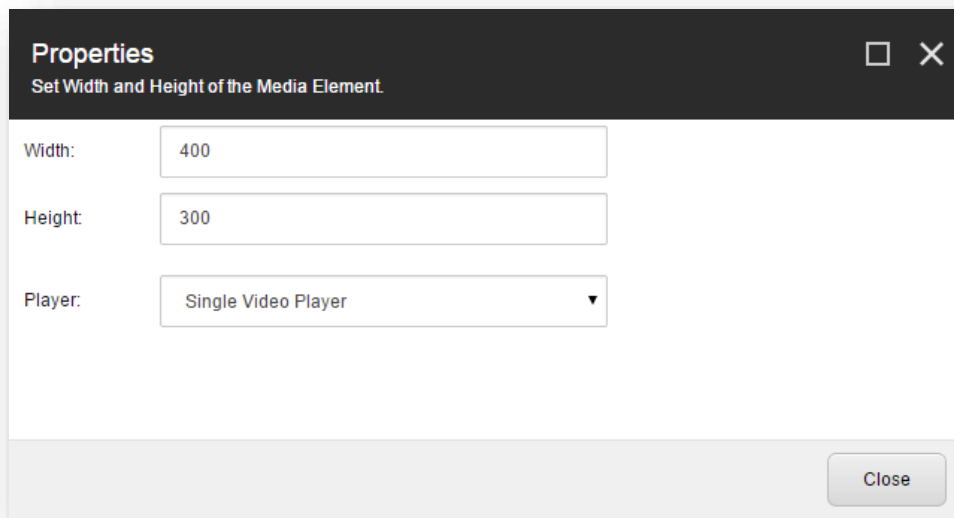 Properties
Set Width and Height of the Media Element.
Width: 400
Height: 300
Player: Single Video Player
Close